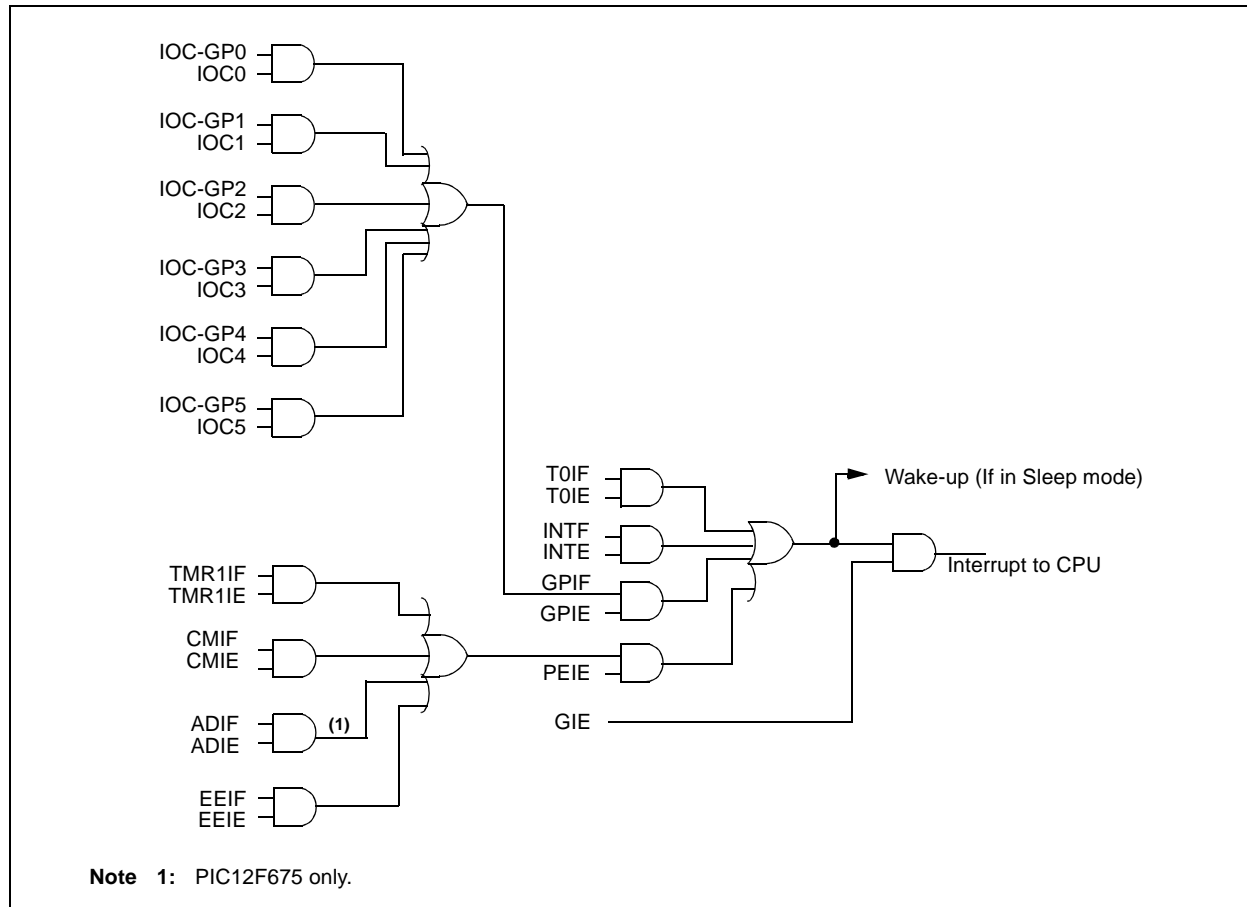 IOC-GP0
IOC0
IOC-GP1
IOC1
IOC-GP2
IOC2
IOC-GP3
IOC3
IOC-GP4
IOC4
IOC-GP5
IOC5
T0IF
T0IE
Wake-up (If in Sleep mode)
INTF
INTE
Interrupt to CPU
TMR1IF
TMR1IE
GPIF
GPIE
CMIF
CMIE
PEIE
ADIF
(1)
ADIE
GIE
EEIF
EEIE
Note 1: PIC12F675 only.